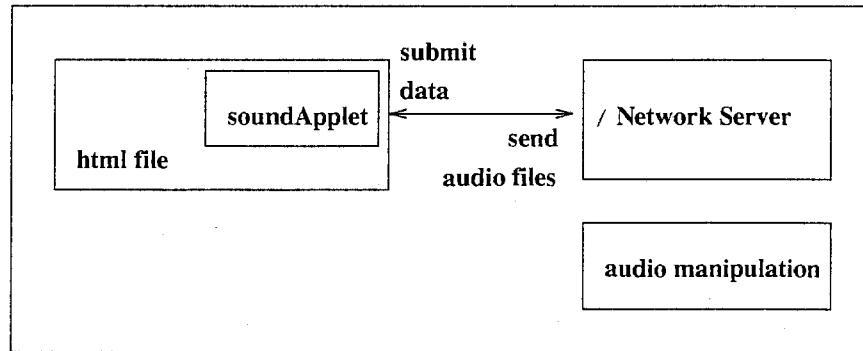 submit
data
soundApplet
html file
send
audio files
/ Network Server
audio manipulation